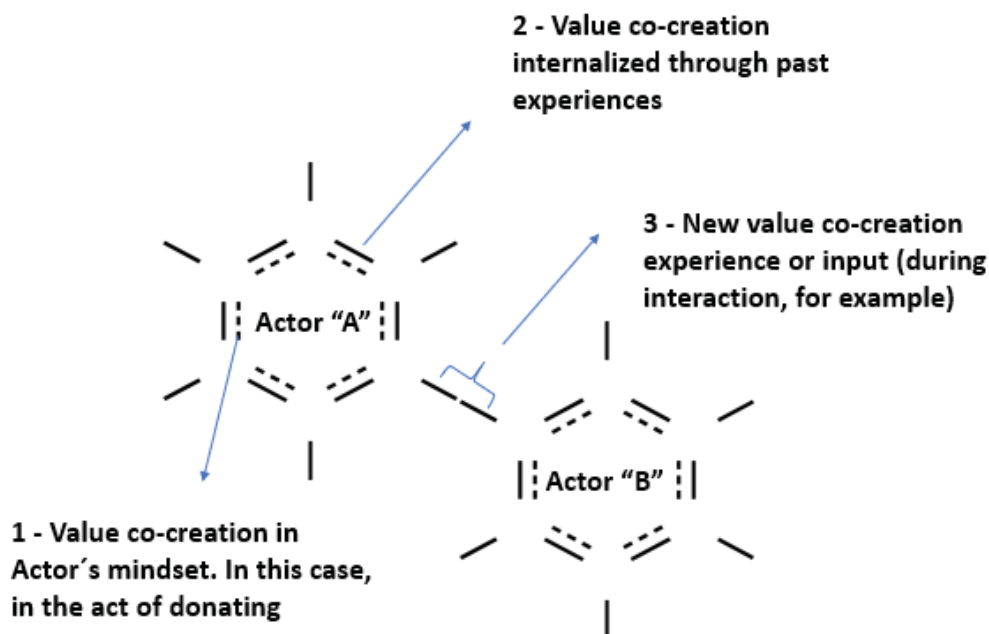 2 - Value co-creation
internalized through past
experiences
3 - New value co-creation
experience or input (during
interaction, for example)
Actor “A”
Actor “B”
1 - Value co-creation in
Actor´s mindset. In this case,
in the act of donating